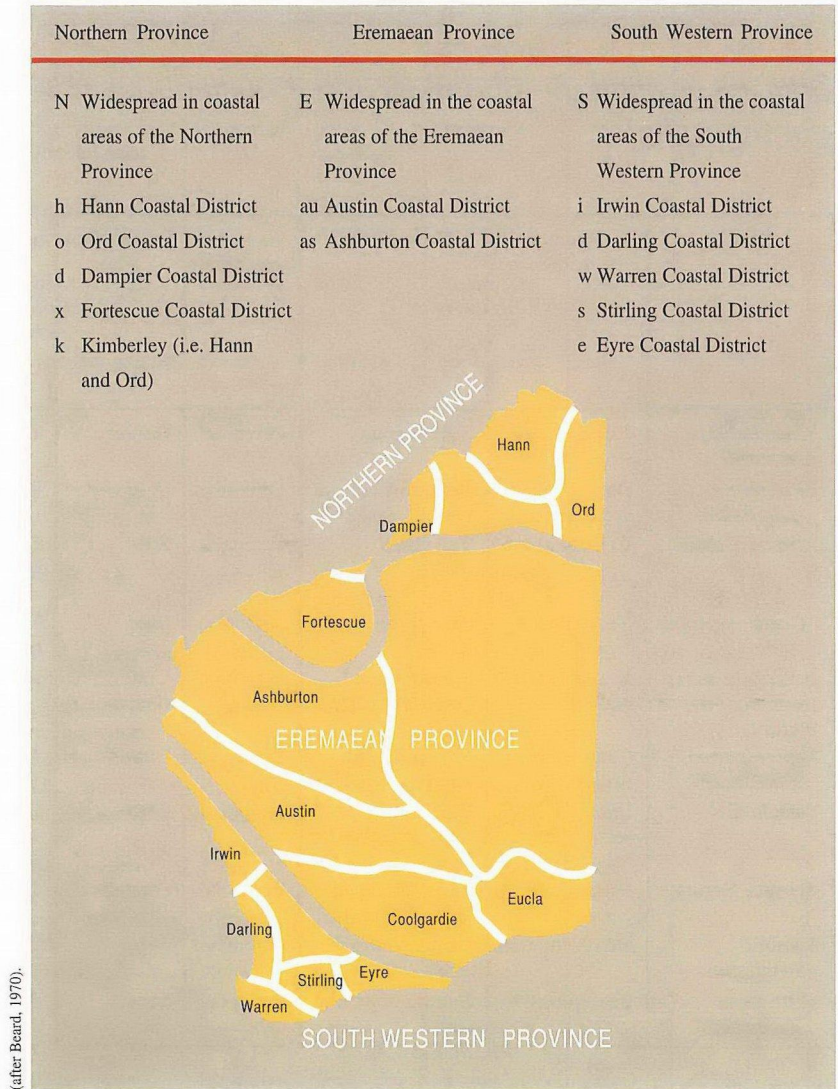 Northern Province
Eremaean Province
South Western Province
N Widespread in coastal
areas of the Northern
Province
h Hann Coastal District
o Ord Coastal District
d Dampier Coastal District
x Fortescue Coastal District
k Kimberley (i.e. Hann
and Ord)
E Widespread in the coastal
areas of the Eremaean
Province
au Austin Coastal District
as Ashburton Coastal District
S Widespread in the coastal
areas of the South
Western Province
i Irwin Coastal District
d Darling Coastal District
w Warren Coastal District
s Stirling Coastal District
e Eyre Coastal District
NORTHERN PROVINCE
Hann
Ord
Dampier
Fortescue
Ashburton
EREMAEAN PROVINCE
Austin
Irwin
Eucla
Coolgardie
Darling
Stirling
Eyre
Warren
SOUTH WESTERN PROVINCE
(after Beard, 1970).